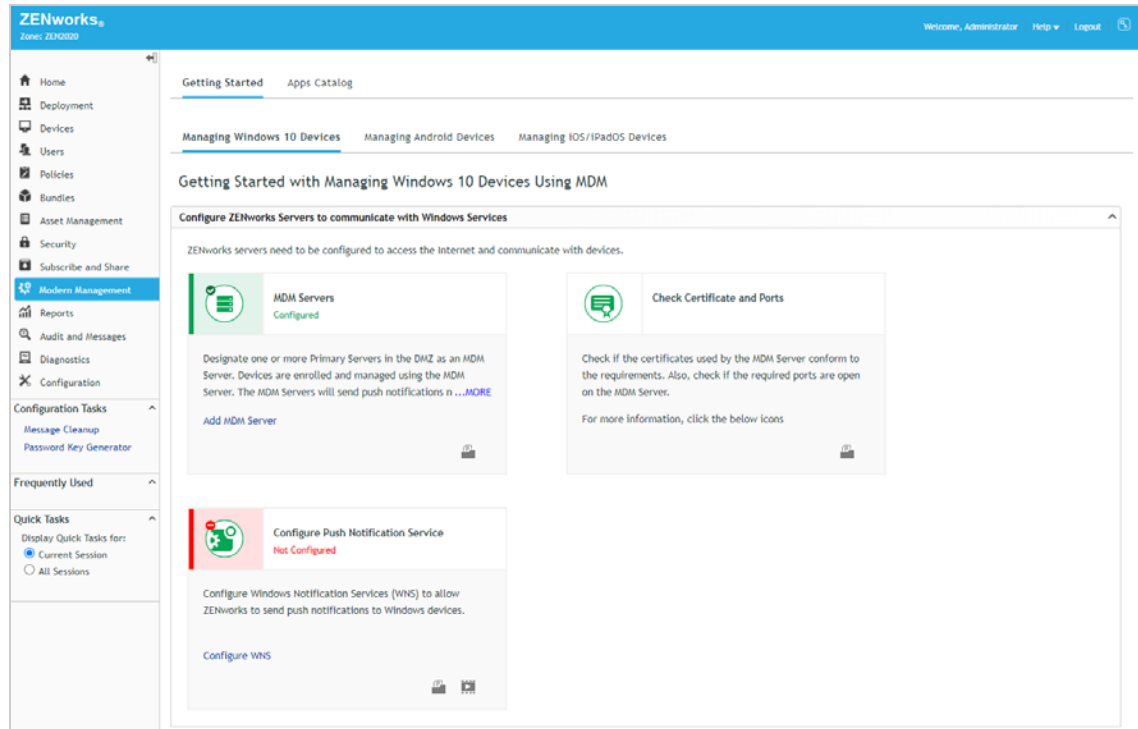 ZENworks®
Zone: ZEN2020
Welcome, Administrator Help Logout
Home
Deployment
Devices
Users
Policies
Bundles
Asset Management
Security
Subscribe and Share
Modern Management
Reports
Audit and Messages
Diagnostics
Configuration
Configuration Tasks
Message Cleanup
Password Key Generator
Frequently Used
Quick Tasks
Display Quick Tasks for:
Current Session
All Sessions
Getting Started Apps Catalog
Managing Windows 10 Devices Managing Android Devices Managing iOS/iPadOS Devices
Getting Started with Managing Windows 10 Devices Using MDM
Configure ZENworks Servers to communicate with Windows Services
ZENworks servers need to be configured to access the Internet and communicate with devices.
MDM Servers
Configured
Designate one or more Primary Servers in the DMZ as an MDM
Server. Devices are enrolled and managed using the MDM
Server. The MDM Servers will send push notifications n ...MORE
Add MDM Server
Check Certificate and Ports
Check if the certificates used by the MDM Server conform to
the requirements. Also, check if the required ports are open
on the MDM Server.
For more information, click the below icons
Configure Push Notification Service
Not Configured
Configure Windows Notification Services (WNS) to allow
ZENworks to send push notifications to Windows devices.
Configure WNS